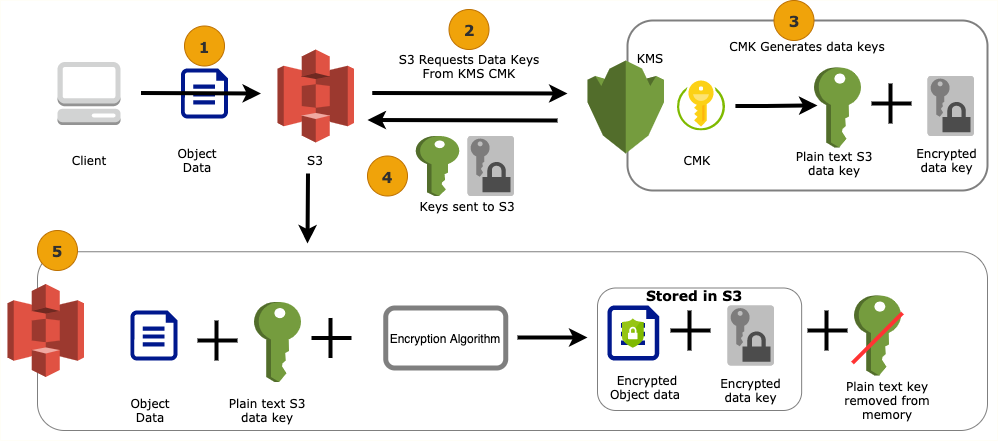 1
2
3
S3 Requests Data Keys
From KMS CMK
KMS
CMK Generates data keys
Client
Object
Data
S3
CMK
Plain text S3
data key
Encrypted
data key
4
Keys sent to S3
5
Stored in S3
Encryption Algorithm
Object
Data
Plain text S3
data key
Encrypted
Object data
Encrypted
data key
Plain text key
removed from
memory